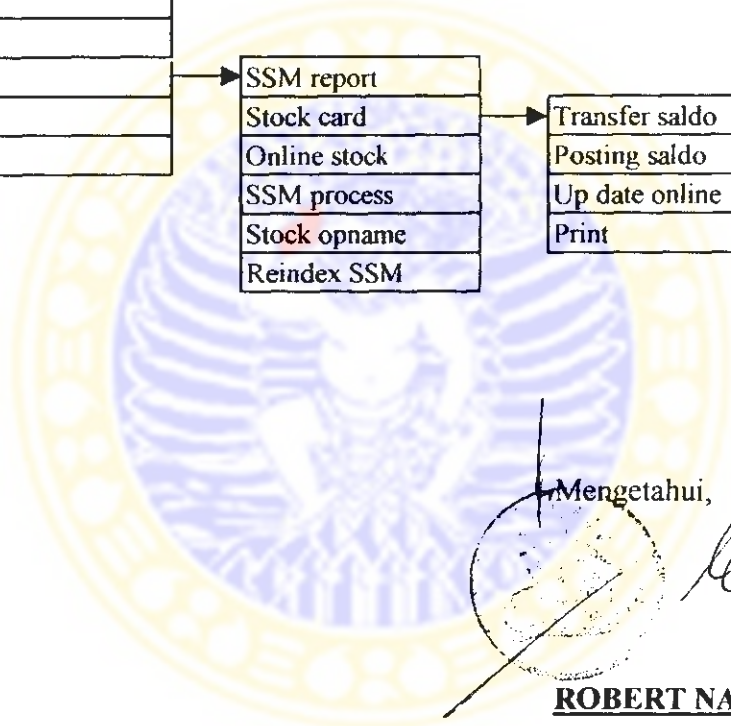 SSM report
Stock card
Online stock
SSM process
Stock opname
Reindex SSM
Transfer saldo
Posting saldo
Up date online
Print
Mengetahui,
ROBERT NA